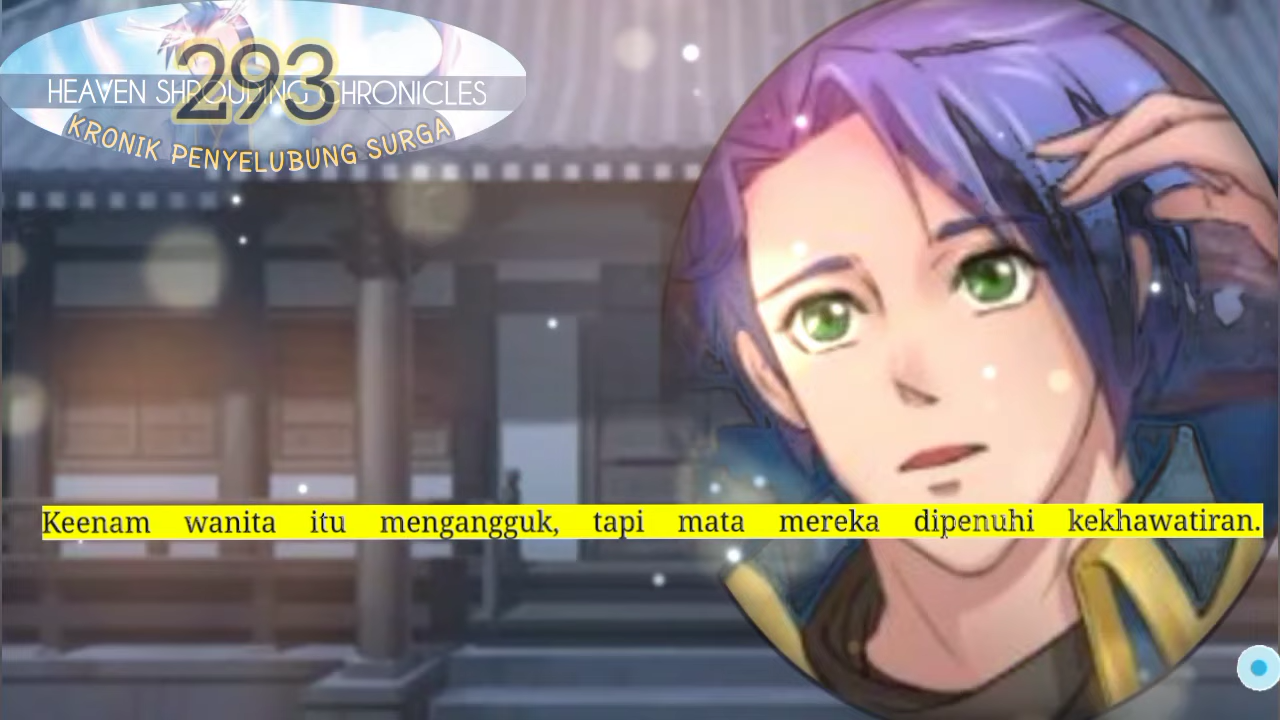 293
HEAVEN SHROUDING CHRONICLES
KRONIK PENYELUBUNG SURGA
Keenam wanita itu mengangguk, tapi mata mereka dipenuhi kekhawatiran.